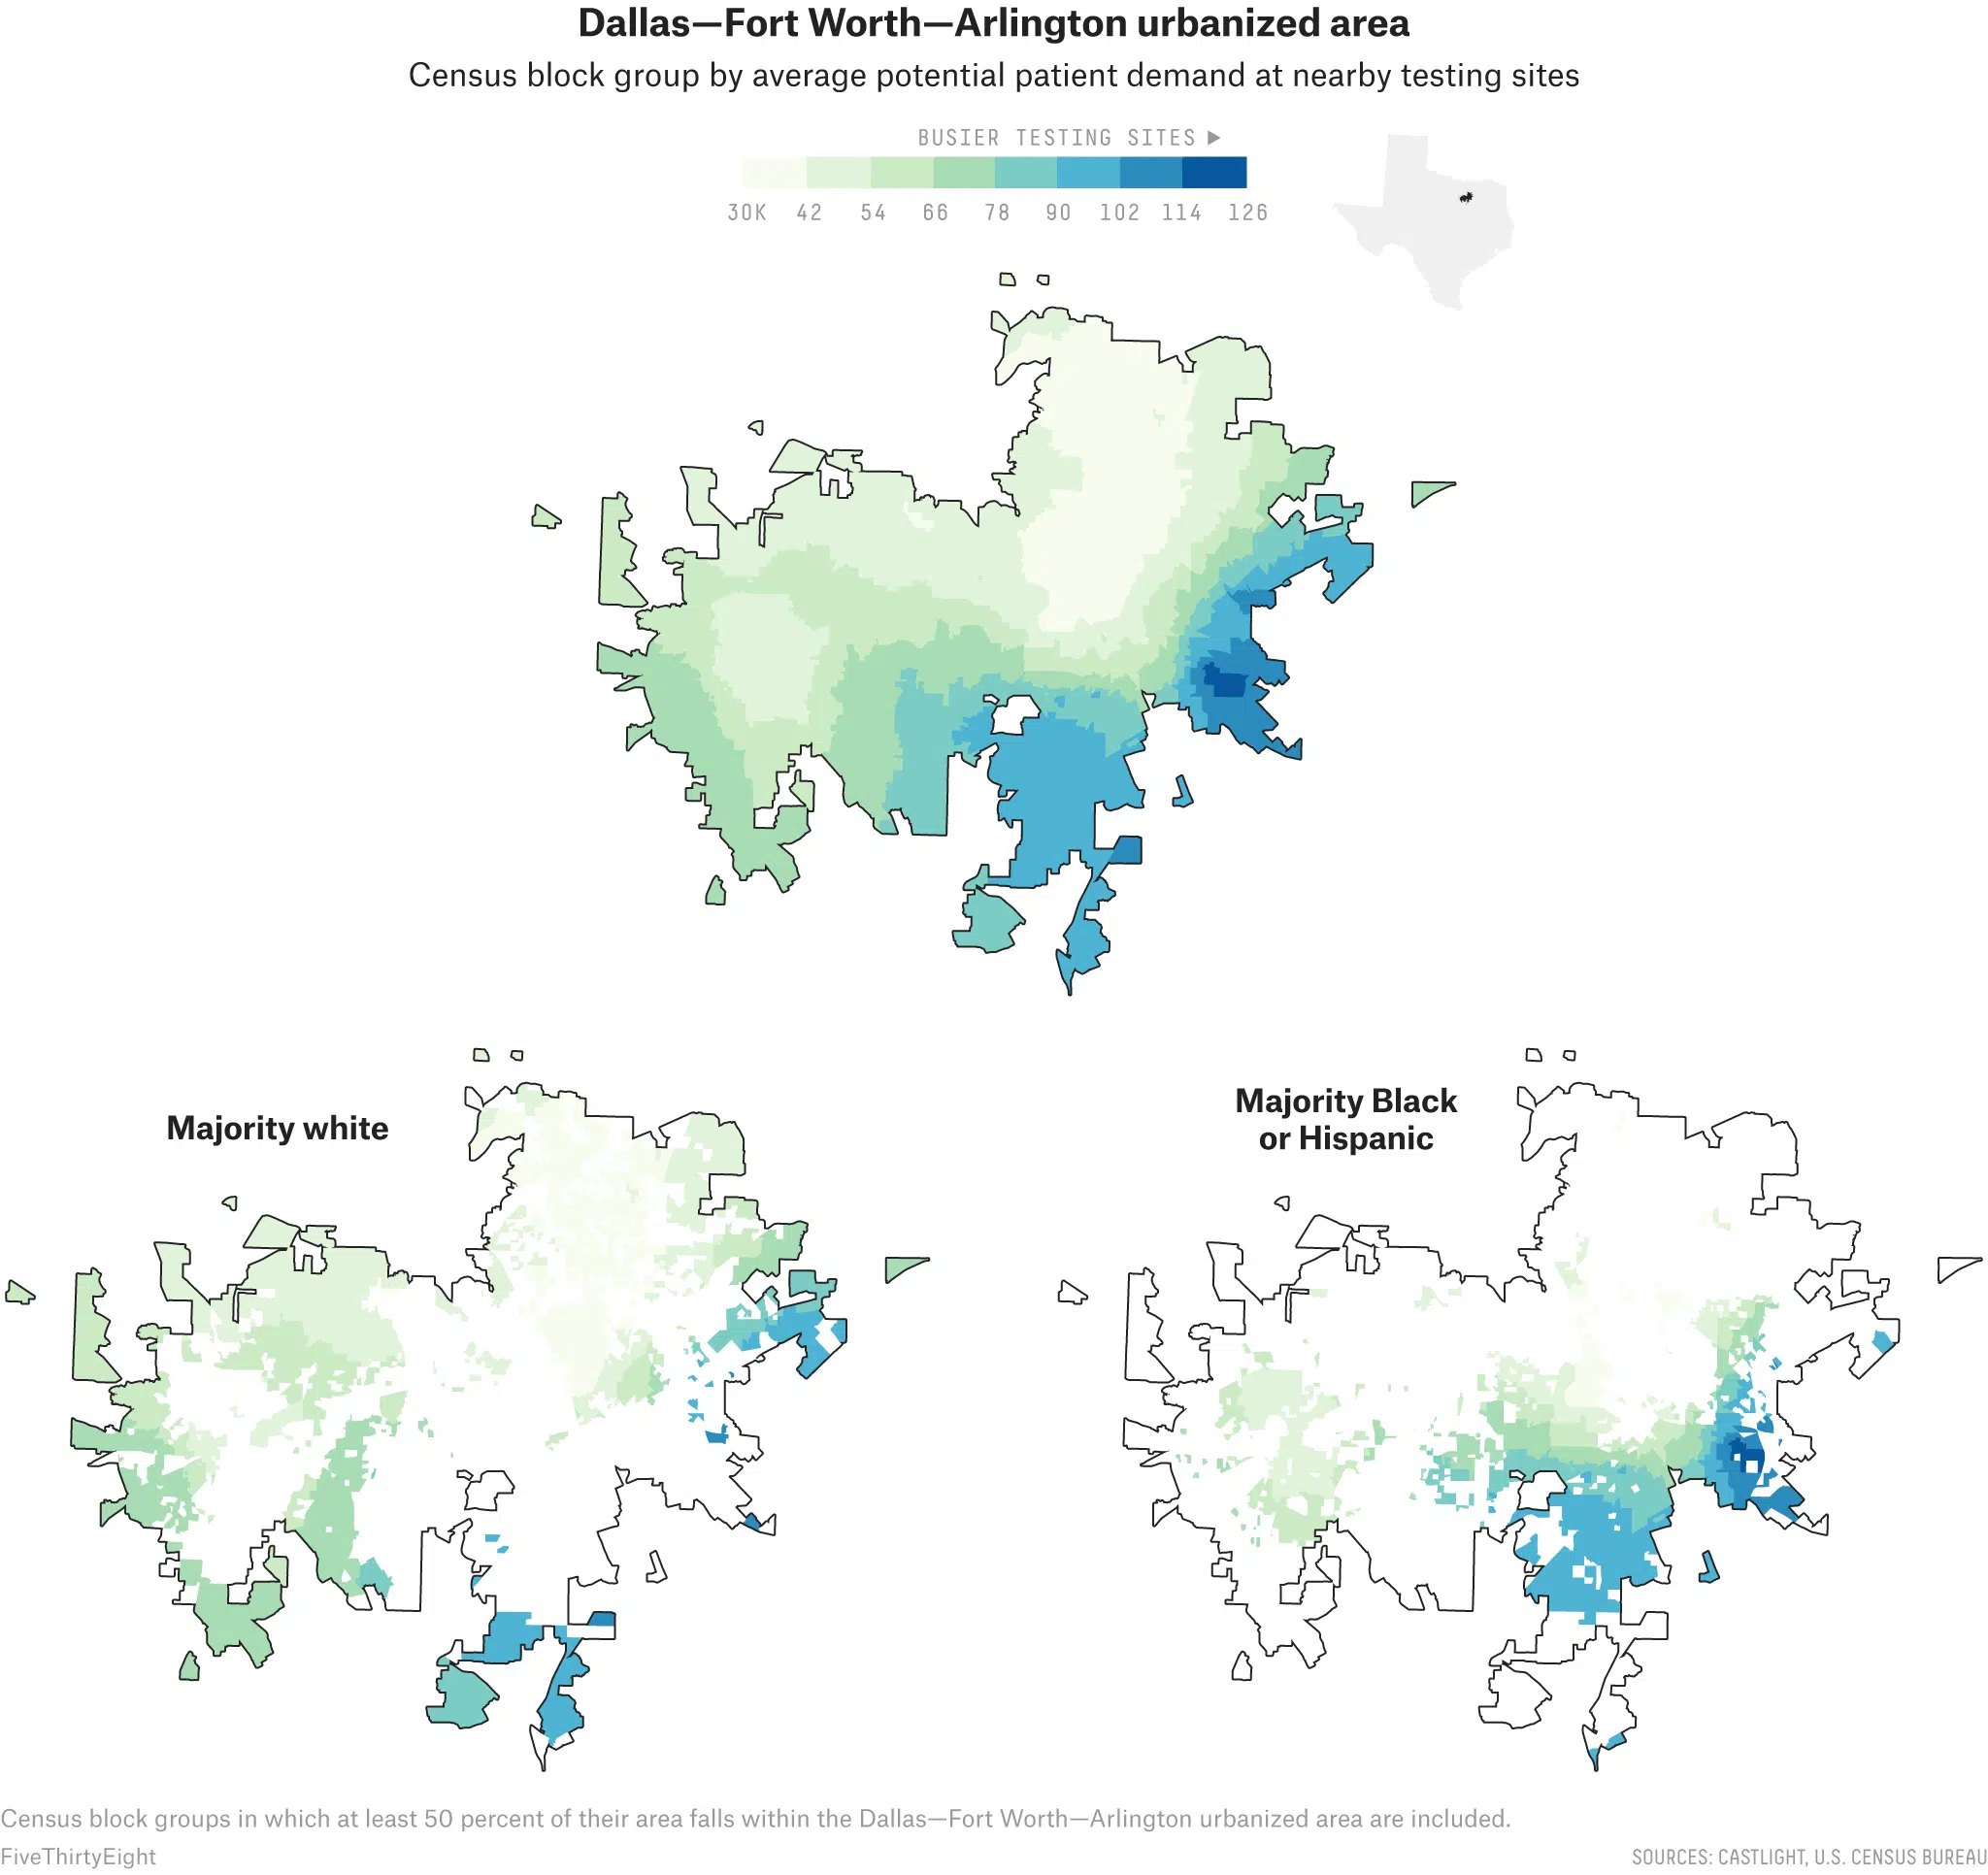 Dallas—Fort Worth—Arlington urbanized area
Census block group by average potential patient demand at nearby testing sites
BUSIER TESTING SITES ▶
30K 42 54 66 78 90 102 114 126
Majority white
Majority Black
or Hispanic
Census block groups in which at least 50 percent of their area falls within the Dallas—Fort Worth—Arlington urbanized area are included.
FiveThirtyEight
SOURCES: CASTLIGHT, U.S. CENSUS BUREAU